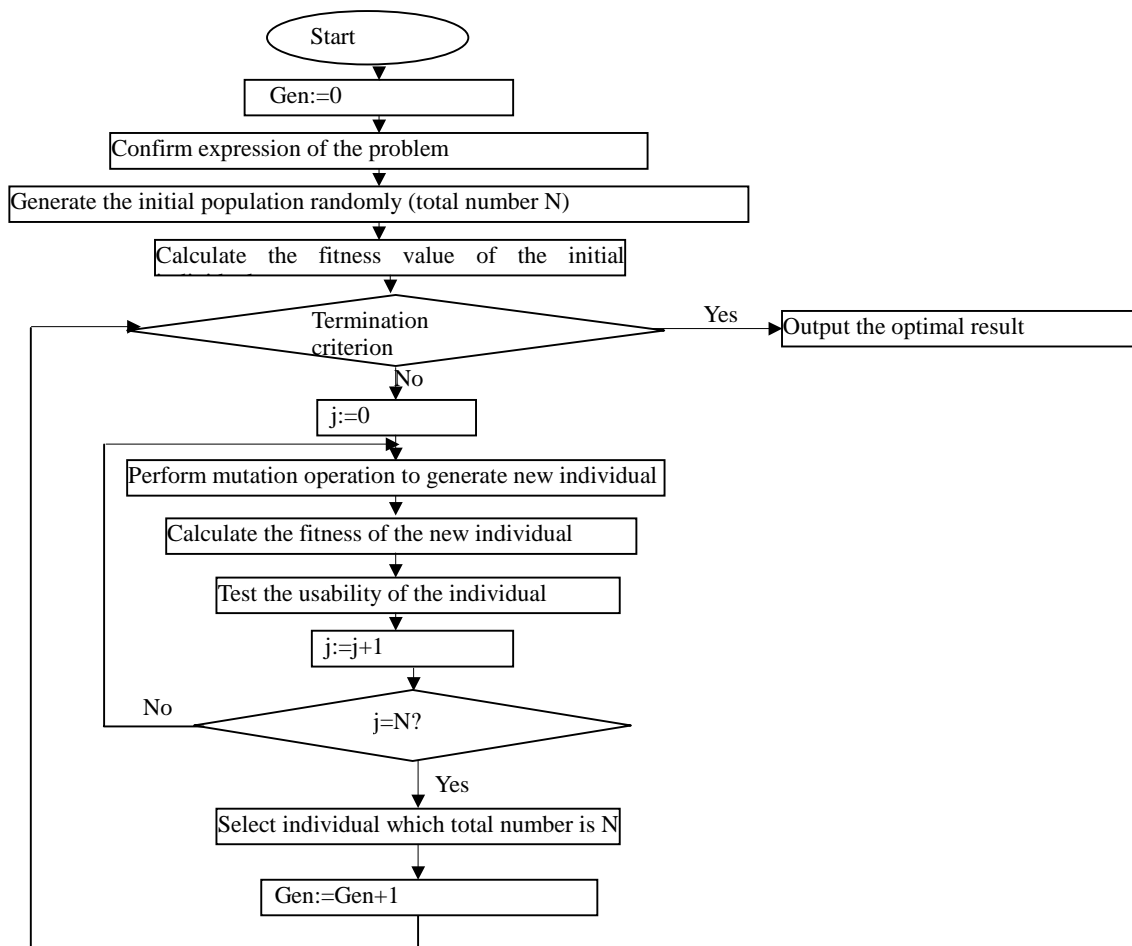 Start
Gen:=0
Confirm expression of the problem
Generate the initial population randomly (total number N)
Calculate the fitness value of the initial
Termination
criterion
Yes
Output the optimal result
No
j:=0
Perform mutation operation to generate new individual
Calculate the fitness of the new individual
Test the usability of the individual
j:=j+1
No
j=N?
Yes
Select individual which total number is N
Gen:=Gen+1